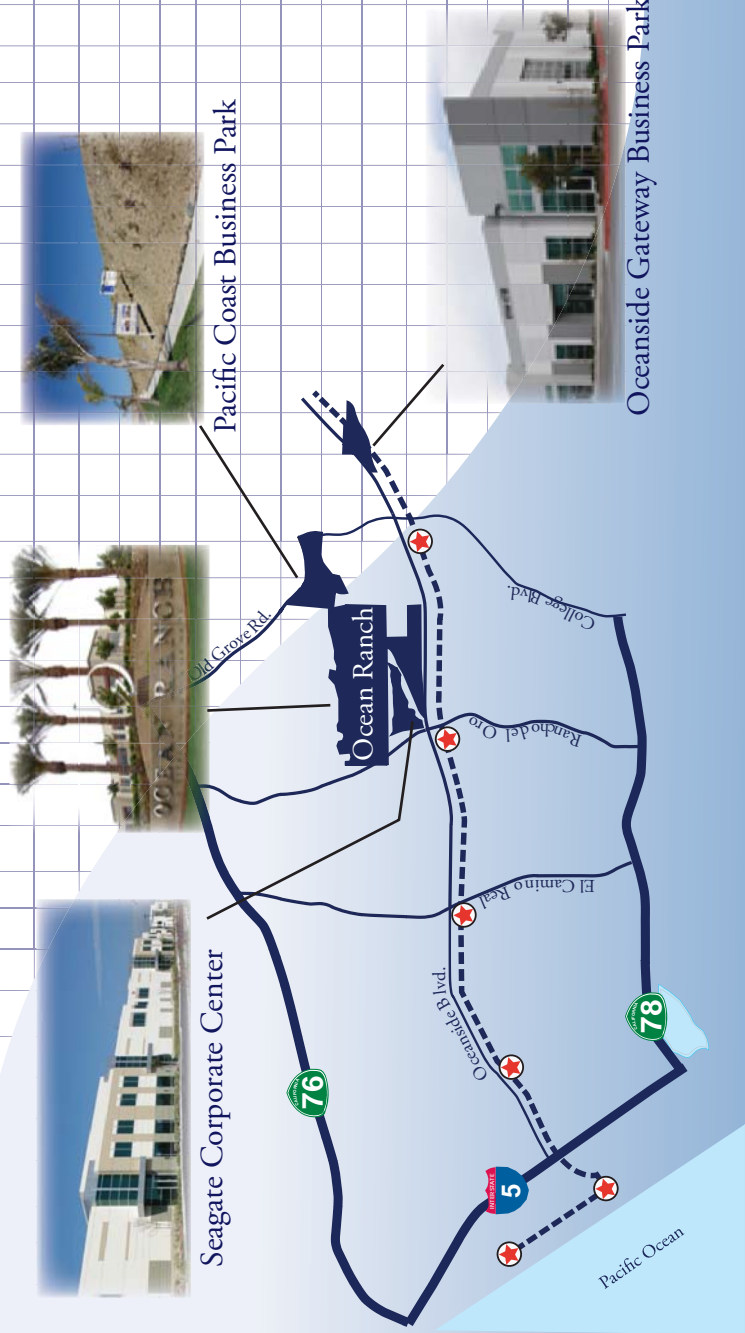 Seagate Corporate Center
OCEAN RANCH
Pacific Coast Business Park
Oceanside Gateway Business Park
Old Grove Rd.
Ocean Ranch
College Blvd.
Rancho del Oro
El Camino Real
Oceanside Blvd.
76
78
INTERSTATE
5
Pacific Ocean